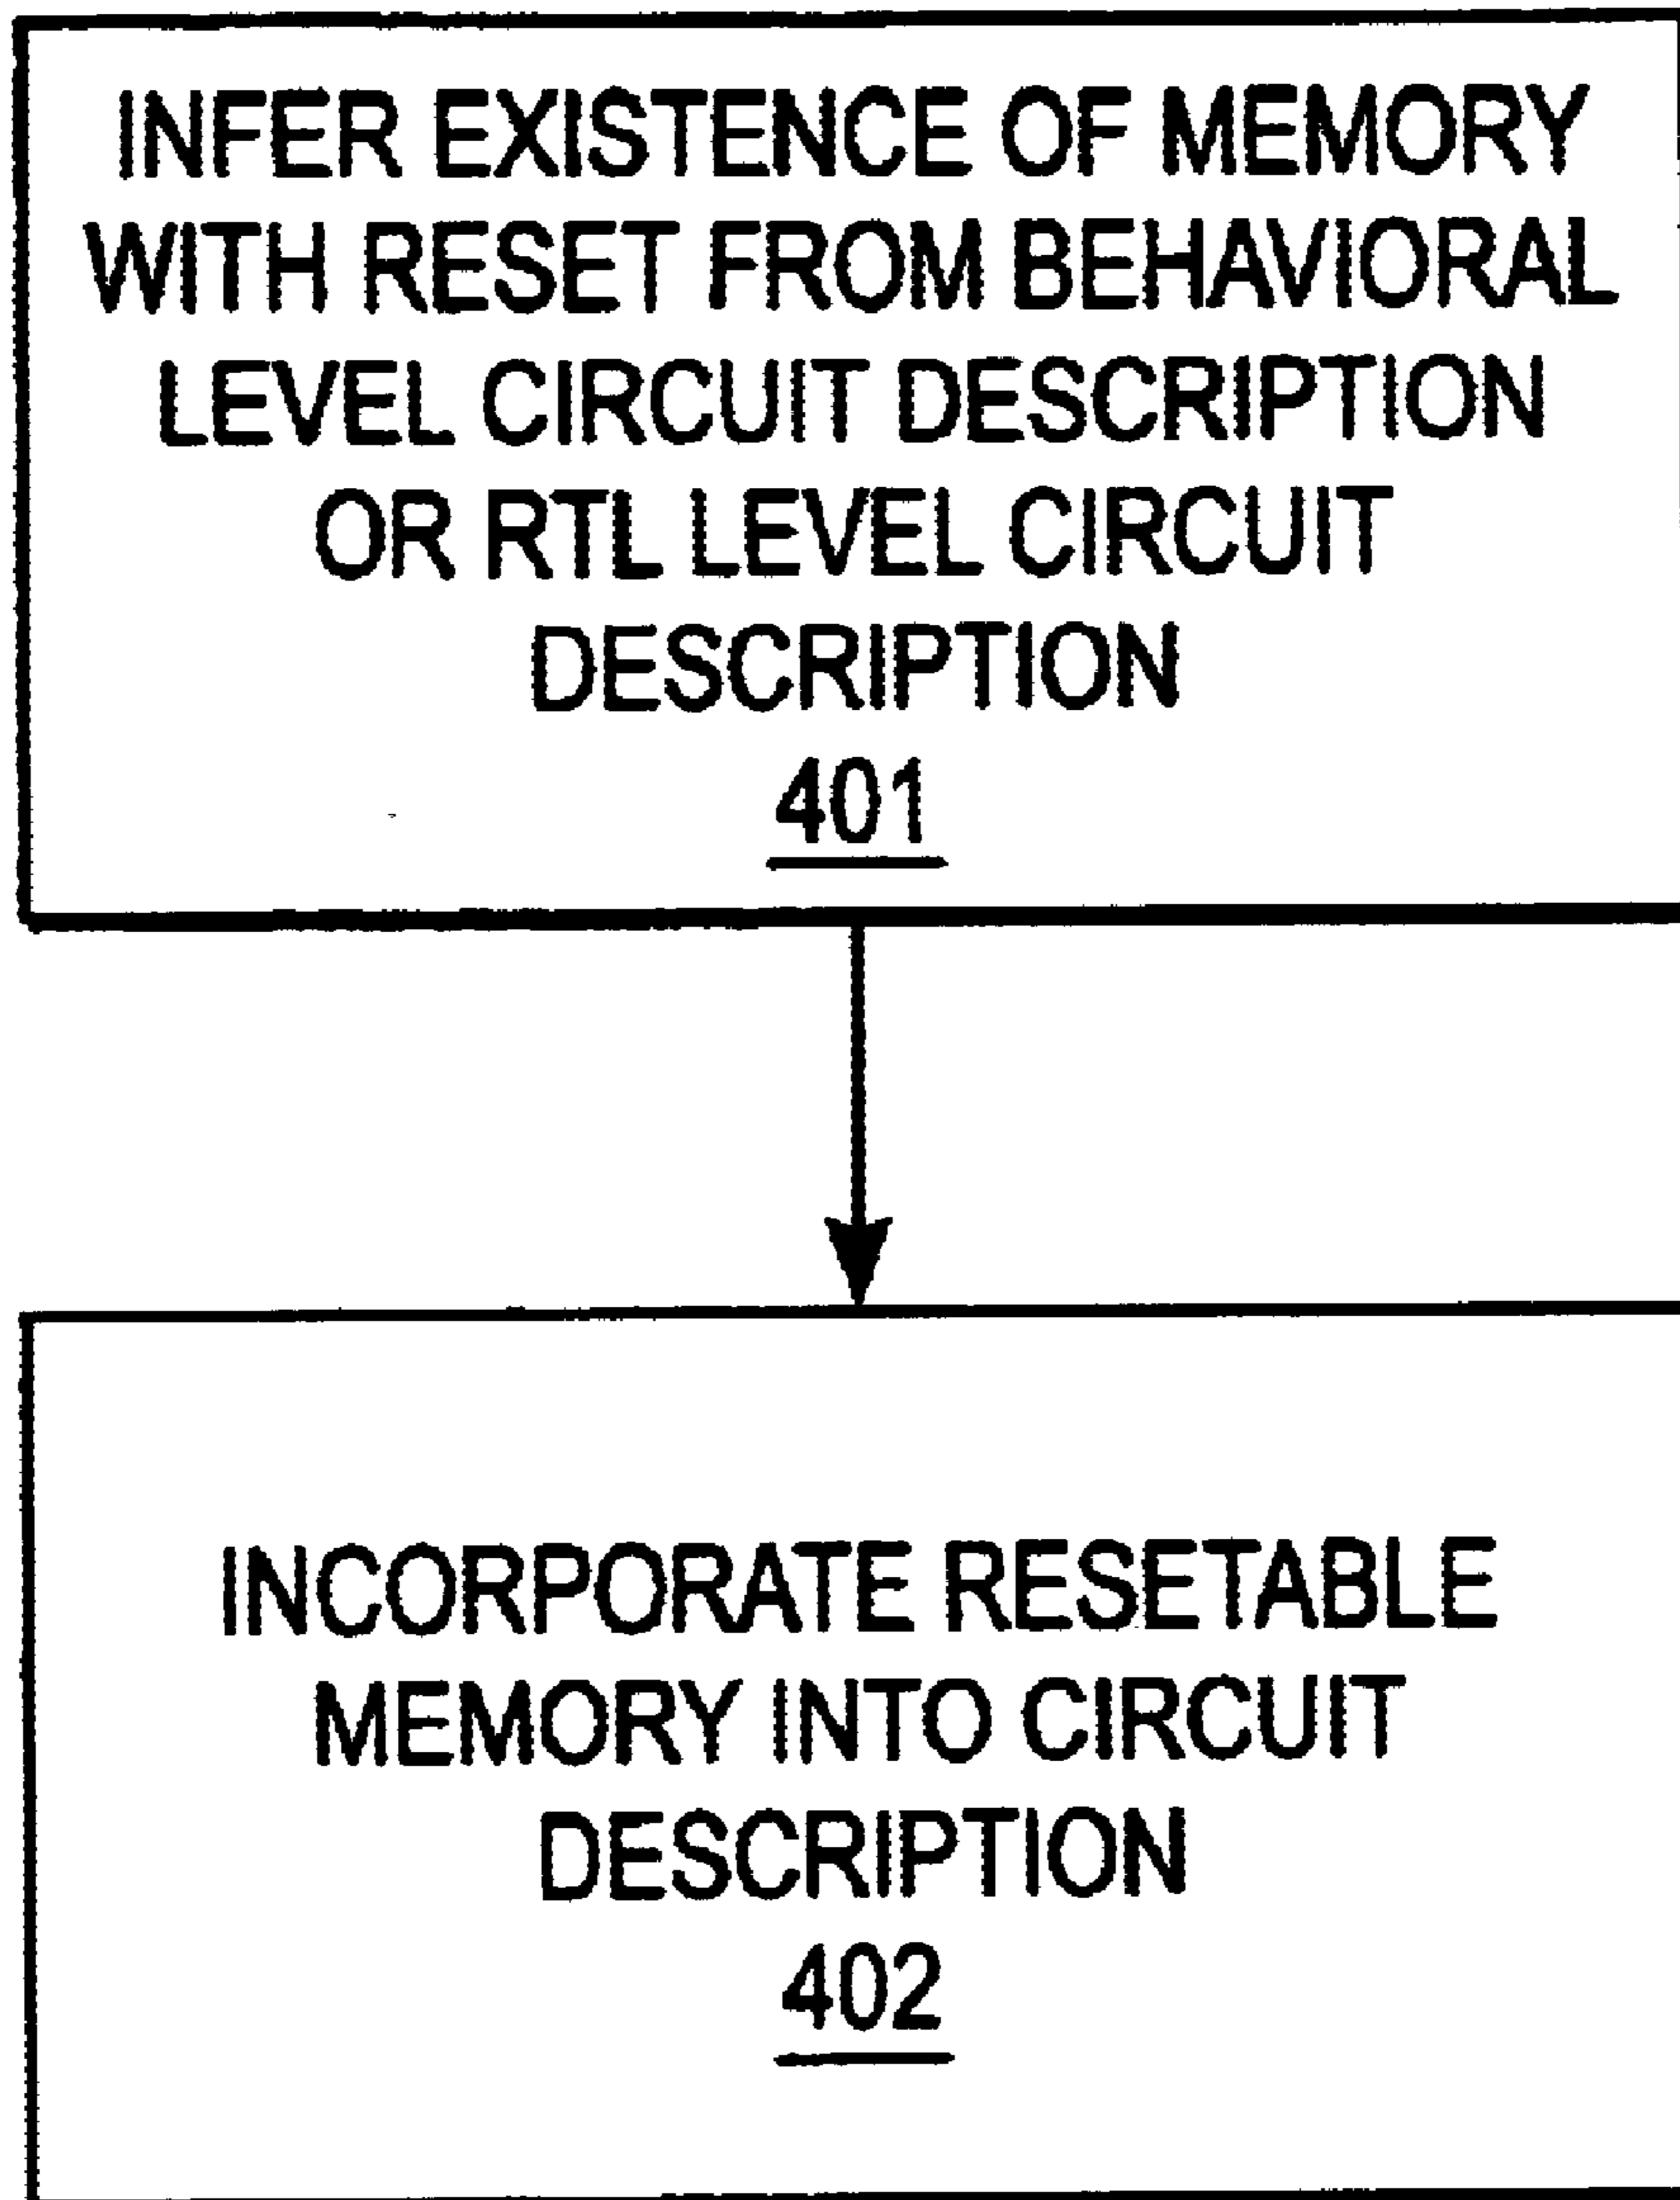 INFER EXISTENCE OF MEMORY
WITH RESET FROM BEHAVIORAL
LEVEL CIRCUIT DESCRIPTION
OR RTL LEVEL CIRCUIT
DESCRIPTION
401
INCORPORATE RESETABLE
MEMORY INTO CIRCUIT
DESCRIPTION
402